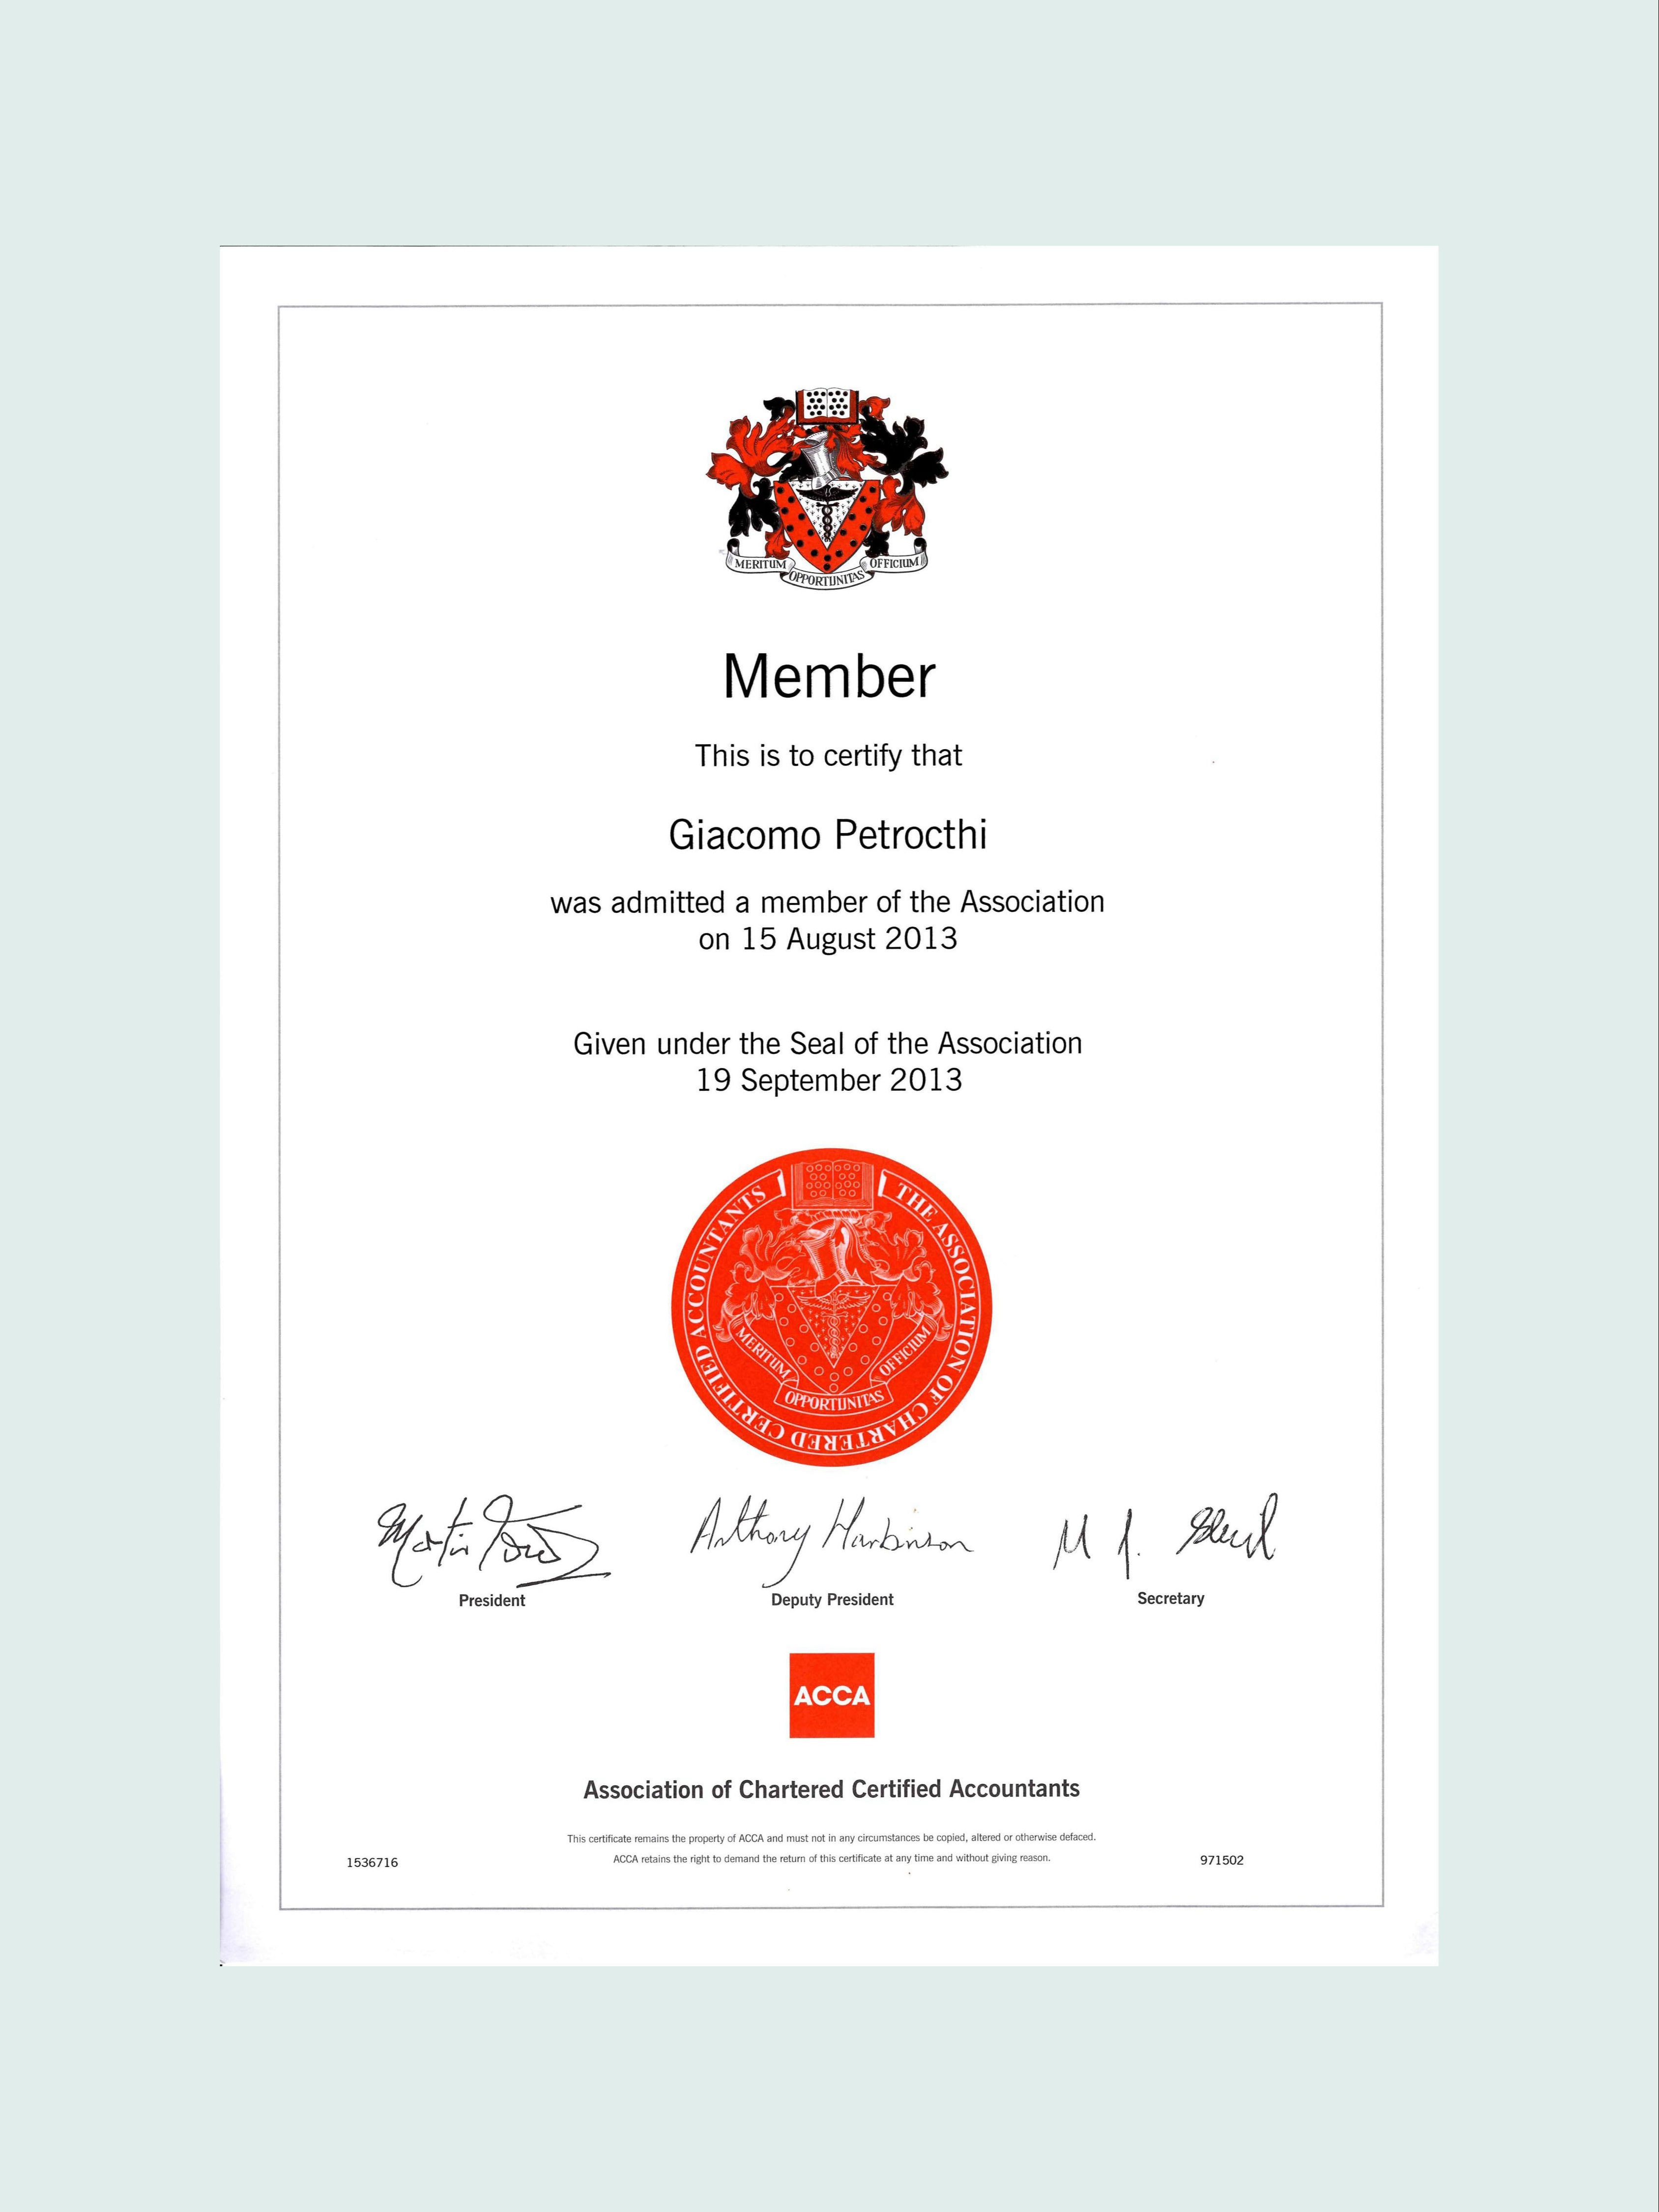 MERITUM OPPORTUNITAS OFFICIUM
Member
This is to certify that
Giacomo Petrocthi
was admitted a member of the Association
on 15 August 2013
Given under the Seal of the Association
19 September 2013
THE ASSOCIATION OF CHARTERED CERTIFIED ACCOUNTANTS
MERITUM OPPORTUNITAS OFFICIUM
Anthony Harbinson
President
Deputy President
Secretary
ACCA
Association of Chartered Certified Accountants
This certificate remains the property of ACCA and must not in any circumstances be copied, altered or otherwise defaced.
ACCA retains the right to demand the return of this certificate at any time and without giving reason.
1536716
971502